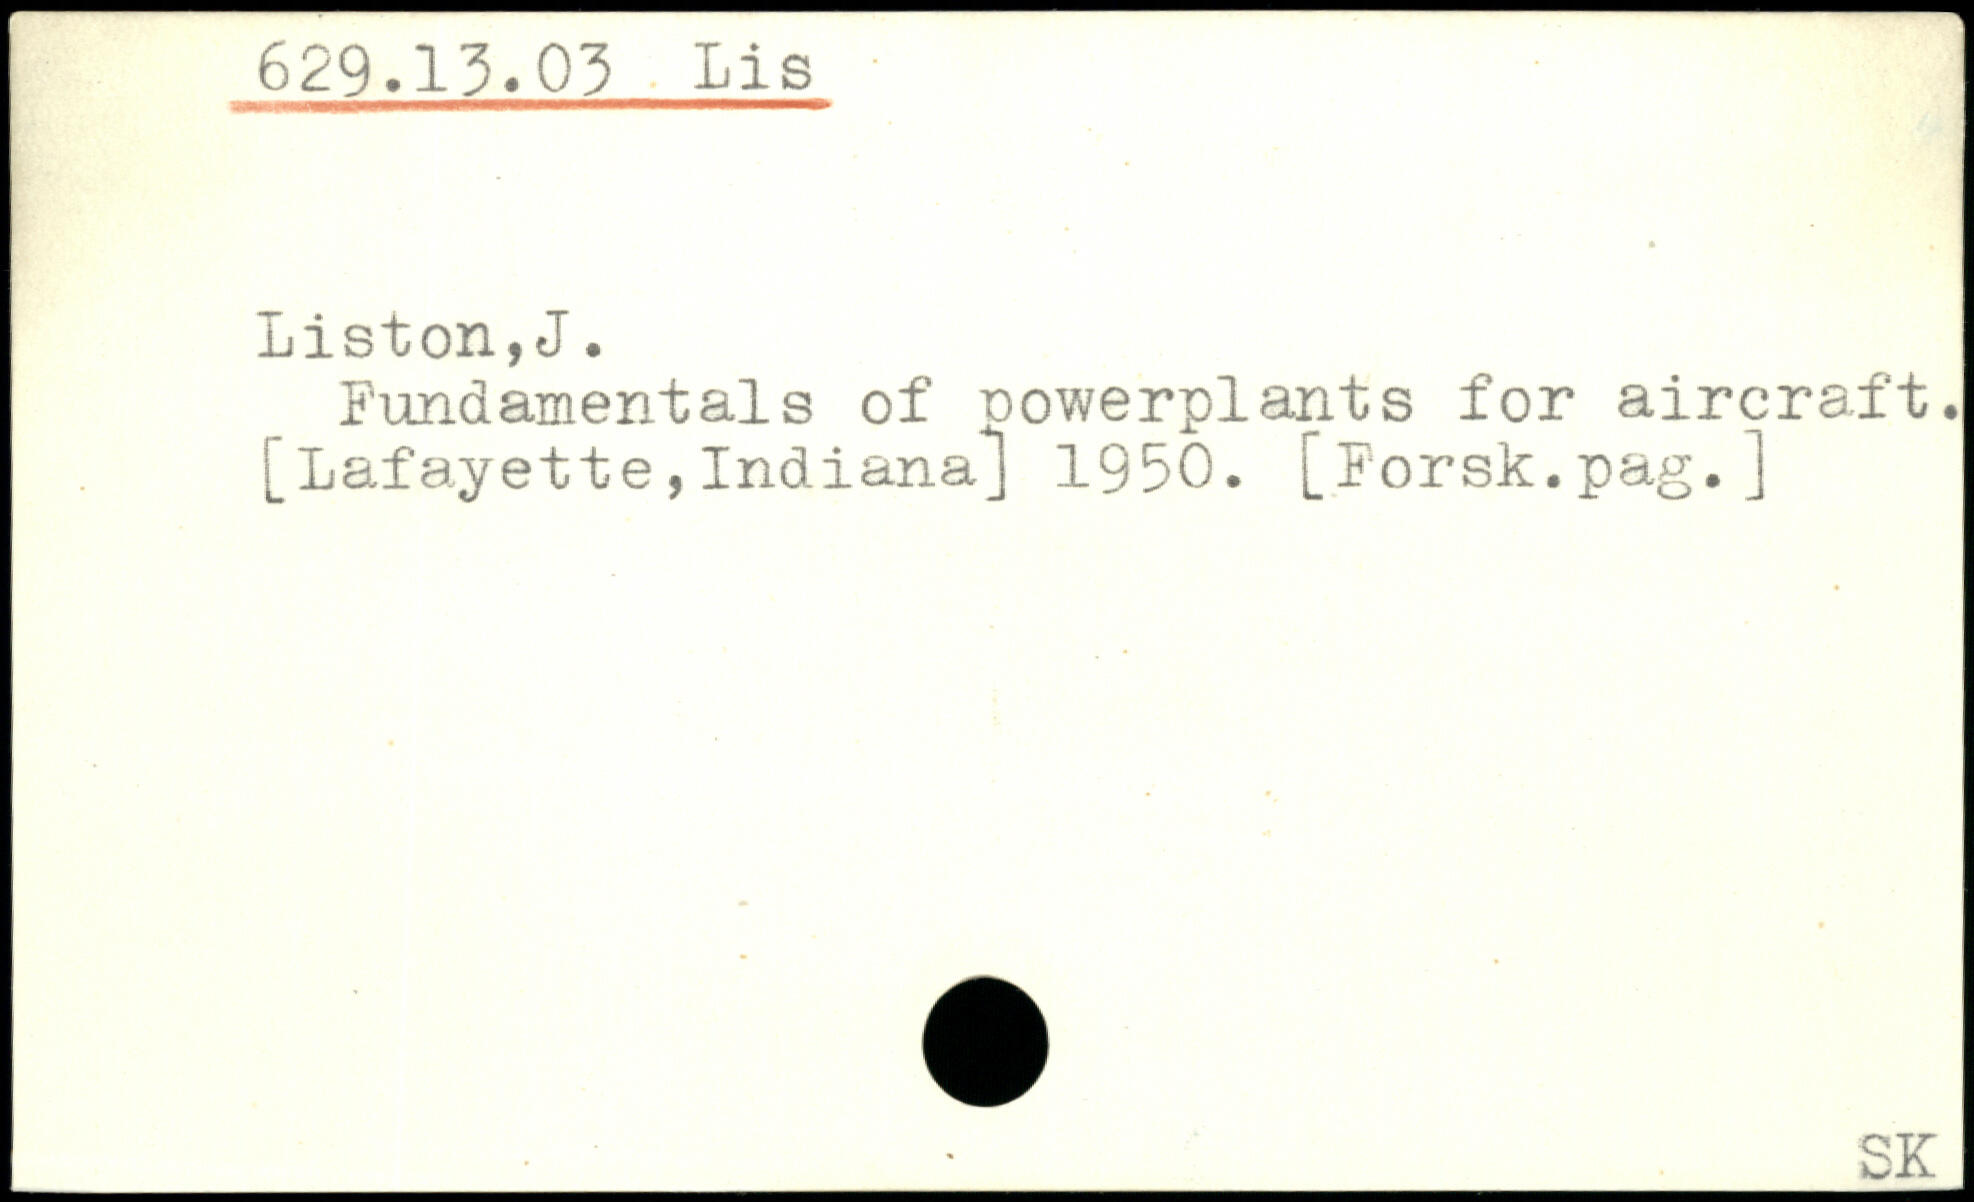 629.13.03 Lis
Liston,J.
Fundamentals of powerplants for aircraft.
[Lafayette,Indiana] 1950. [Forsk.pag.]
SK